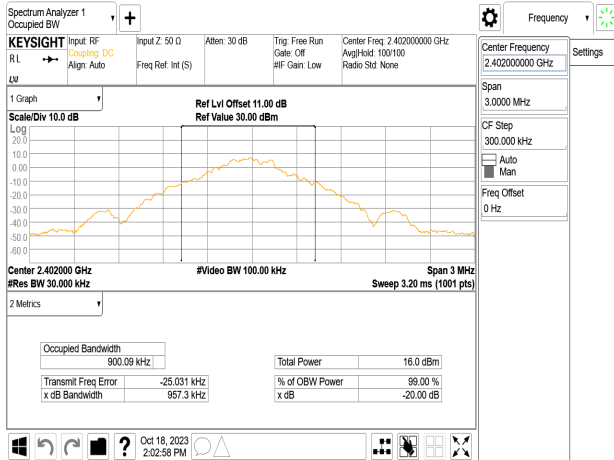 Spectrum Analyzer 1
Occupied BW
Frequency
Settings
KEYSIGHT Input: RF Input Z: 50 Ω Atten: 30 dB Trig: Free Run Center Freq: 2.402000000 GHz
R L Coupling: DC Gate: Off Avg|Hold: 100/100
Align: Auto Freq Ref: Int (S) #IF Gain: Low Radio Std: None
Center Frequency
2.402000000 GHz
Span
3.0000 MHz
CF Step
300.000 kHz
Auto
Man
Freq Offset
0 Hz
1 Graph
Ref Lvl Offset 11.00 dB
Scale/Div 10.0 dB Ref Value 30.00 dBm
Log
20.0
10.0
0.00
-10.0
-20.0
-30.0
-40.0
-50.0
-60.0
Center 2.402000 GHz #Video BW 100.00 kHz Span 3 MHz
#Res BW 30.000 kHz Sweep 3.20 ms (1001 pts)
2 Metrics
Occupied Bandwidth
900.09 kHz Total Power 16.0 dBm
Transmit Freq Error -25.031 kHz % of OBW Power 99.00 %
x dB Bandwidth 957.3 kHz x dB -20.00 dB
Oct 18, 2023
2:02:58 PM